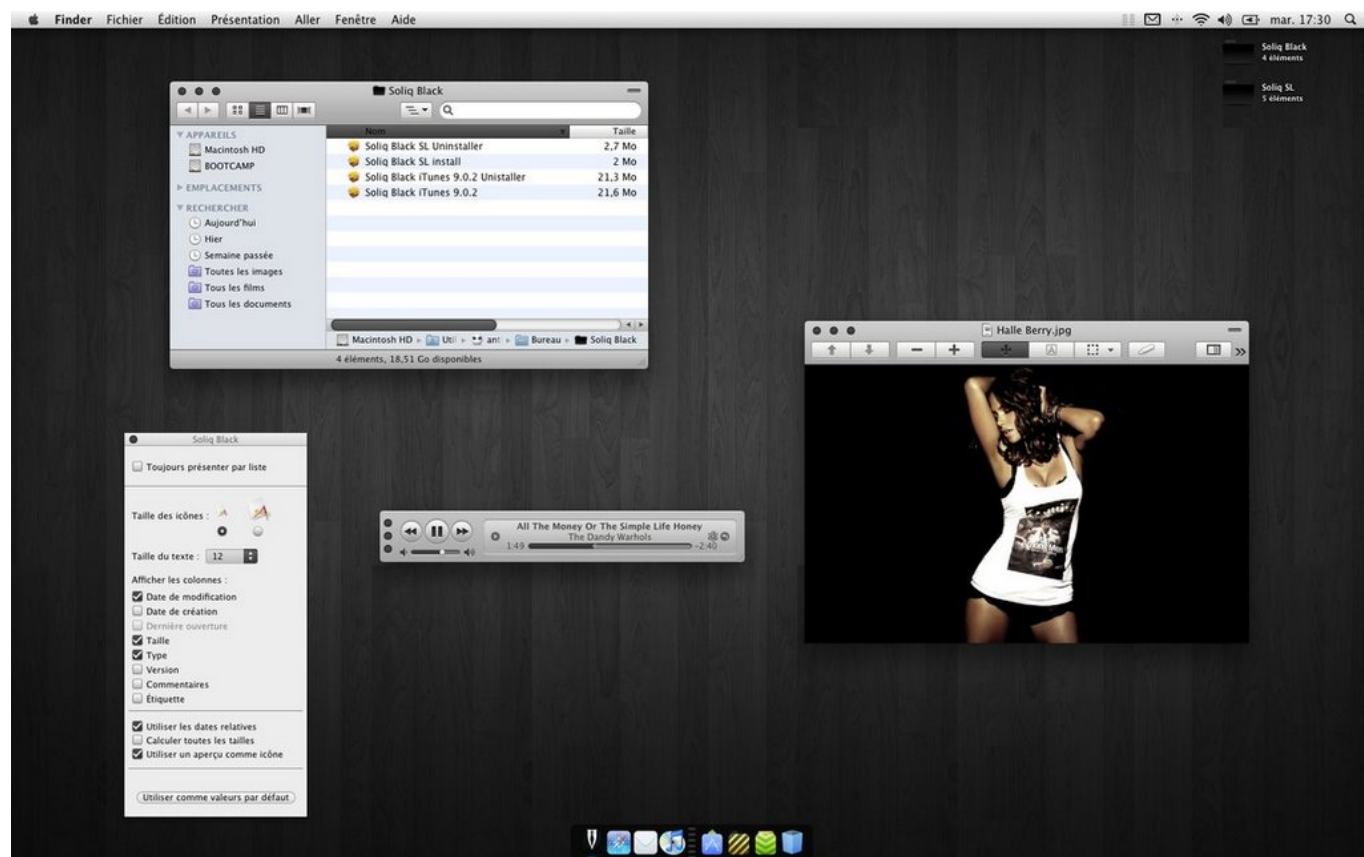 Finder Fichier Édition Présentation Aller Fenêtre Aide
mar. 17:30
Soliq Black
4 éléments
Soliq SL
5 éléments
Soliq Black
Nom Taille
APPAREILS
Macintosh HD
BOOTCAMP
EMPLACEMENTS
RECHERCHER
Aujourd'hui
Hier
Semaine passée
Toutes les images
Tous les films
Tous les documents
Soliq Black SL Uninstaller 2,7 Mo
Soliq Black SL install 2 Mo
Soliq Black iTunes 9.0.2 Unistaller 21,3 Mo
Soliq Black iTunes 9.0.2 21,6 Mo
Macintosh HD Uti ant Bureau Soliq Black
4 éléments, 18,51 Go disponibles
Halle Berry.jpg
Soliq Black
Toujours présenter par liste
Taille des icônes :
Taille du texte : 12
Afficher les colonnes :
Date de modification
Date de création
Dernière ouverture
Taille
Type
Version
Commentaires
Étiquette
Utiliser les dates relatives
Calculer toutes les tailles
Utiliser un aperçu comme icône
Utiliser comme valeurs par défaut
All The Money Or The Simple Life Honey
The Dandy Warhols
1:49 -2:40